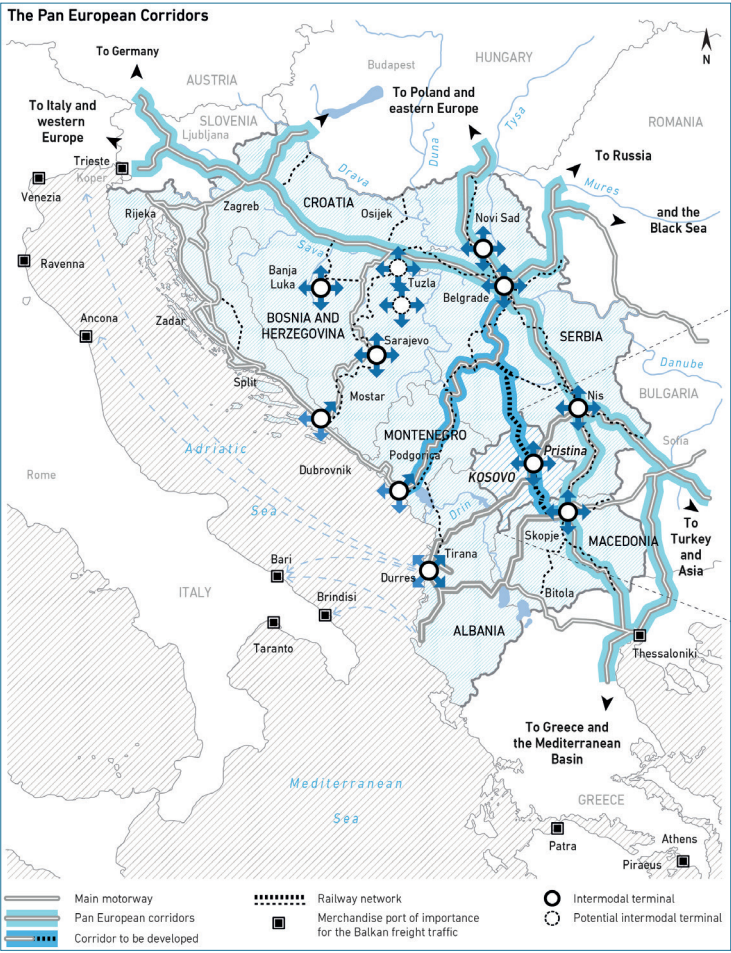 The Pan European Corridors
To Germany
AUSTRIA
Budapest
HUNGARY
N
To Italy and
western
Europe
SLOVENIA
Ljubljana
To Poland and
eastern Europe
Tysa
ROMANIA
Trieste
Koper
Venezia
Drava
Duna
To Russia
Mures
Rijeka
Zagreb
CROATIA
Osijek
Novi Sad
and the
Black Sea
Ravenna
Sava
Banja
Luka
Tuzla
Belgrade
Ancona
Zadar
BOSNIA AND
HERZEGOVINA
Sarajevo
SERBIA
Danube
Split
Mostar
Nis
BULGARIA
Adriatic
MONTENEGRO
Podgorica
Pristina
Sofia
Rome
Dubrovnik
KOSOVO
Sea
Drin
To
Turkey
and
Asia
Skopje
MACEDONIA
Bari
Tirana
Durres
ITALY
Brindisi
Bitola
Taranto
ALBANIA
Thessaloniki
To Greece and
the Mediterranean
Basin
Mediterranean
Sea
GREECE
Patra
Athens
Piraeus
Main motorway
Pan European corridors
Corridor to be developed
Railway network
Merchandise port of importance
for the Balkan freight traffic
Intermodal terminal
Potential intermodal terminal